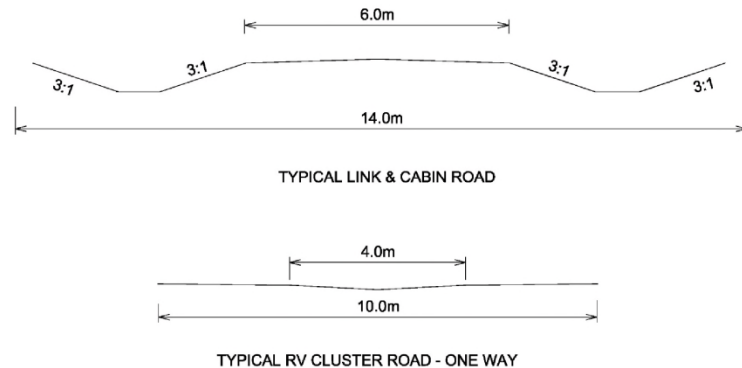 6.0m
3:1
3:1
3:1
3:1
14.0m
TYPICAL LINK & CABIN ROAD
4.0m
10.0m
TYPICAL RV CLUSTER ROAD - ONE WAY